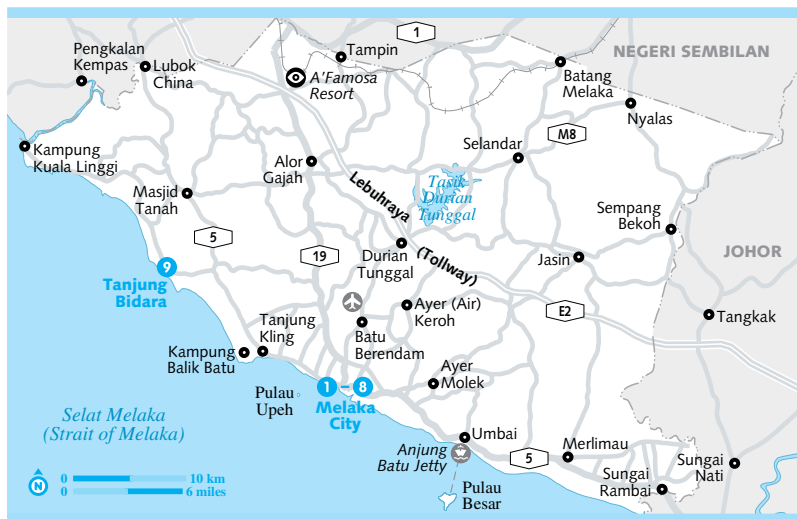 1
Pengkalan
Kempas
Lubok
China
Tampin
A'Famosa
Resort
NEGERI SEMBILAN
Batang
Melaka
Nyalas
M8
Selandar
Kampung
Kuala Linggi
Alor
Gajah
Lebuhraya
(Tollway)
Tasik
Durian
Tunggal
Masjid
Tanah
5
19
Sempang
Bekoh
JOHOR
Durian
Tunggal
Jasin
9
Tanjung
Bidara
Ayer (Air)
Keroh
E2
Tangkak
Tanjung
Kling
Batu
Berendam
Kampung
Balik Batu
Ayer
Molek
Pulau
Upeh
1 – 8
Melaka
City
Selat Melaka
(Strait of Melaka)
Umbai
Anjung
Batu Jetty
5
Merlimau
Sungai
Rambai
Sungai
Nati
Pulau
Besar
N
0 10 km
0 6 miles